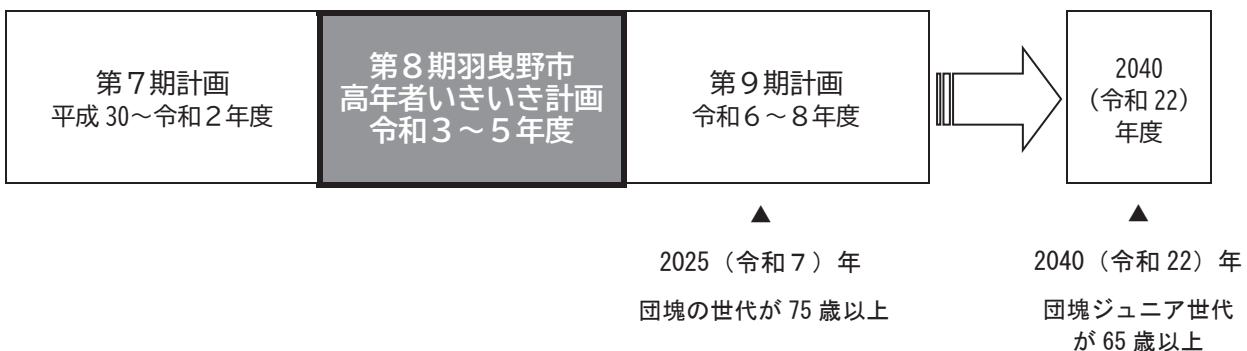 第７期計画
平成 30～令和２年度
第８期羽曳野市
高年者いきいき計画
令和３～５年度
第９期計画
令和６～８年度
2040
（令和 22）
年度
▲
2025（令和７）年
団塊の世代が 75 歳以上
▲
2040（令和 22）年
団塊ジュニア世代
が 65 歳以上